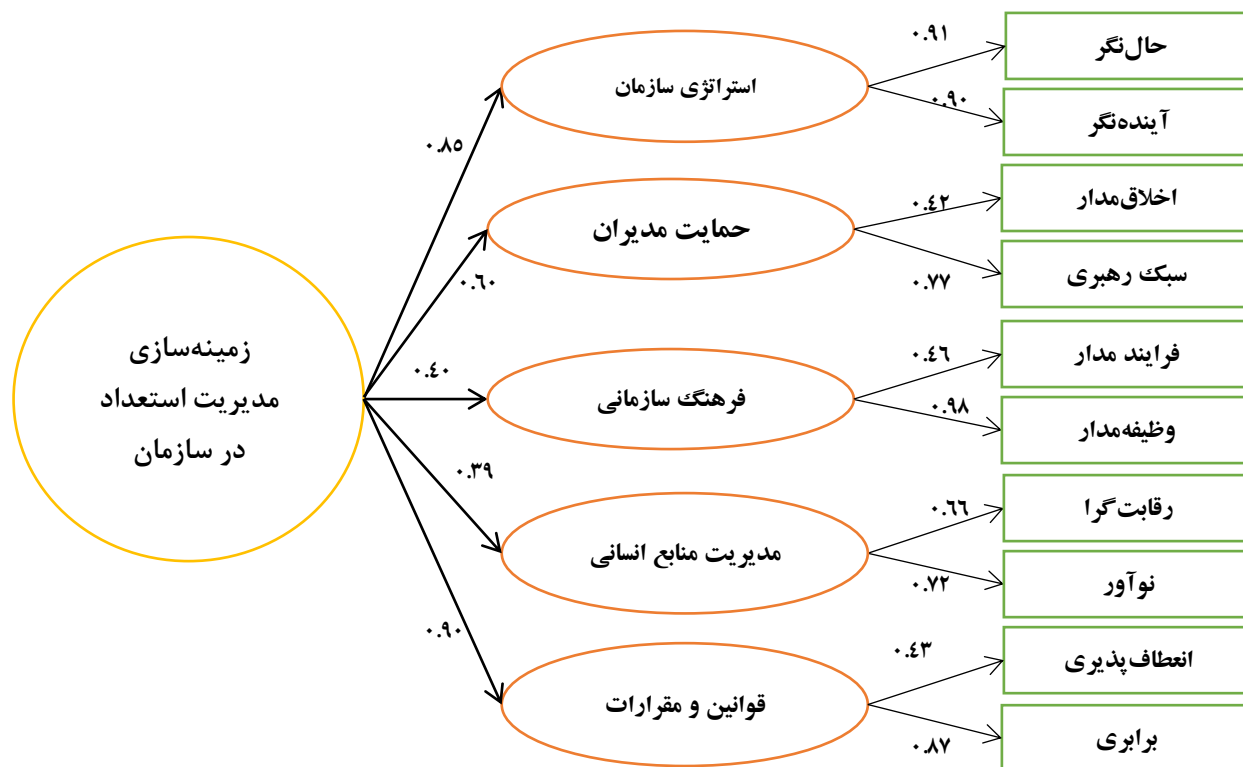 زمینه‌سازی
مدیریت استعداد
در سازمان
۰.۸۵
استراتژی سازمان
۰.۹۱
حال‌نگر
۰.۹۰
آینده‌نگر
۰.٦۰
حمایت مدیران
۰.٤۲
اخلاق‌مدار
۰.۷۷
سبک رهبری
۰.٤۰
فرهنگ سازمانی
۰.٤٦
فرایند مدار
۰.۹۸
وظیفه‌مدار
۰.۳۹
مدیریت منابع انسانی
۰.٦٦
رقابت‌گرا
۰.۷۲
نوآور
۰.۹۰
قوانین و مقرارات
۰.٤۳
انعطاف‌پذیری
۰.۸۷
برابری